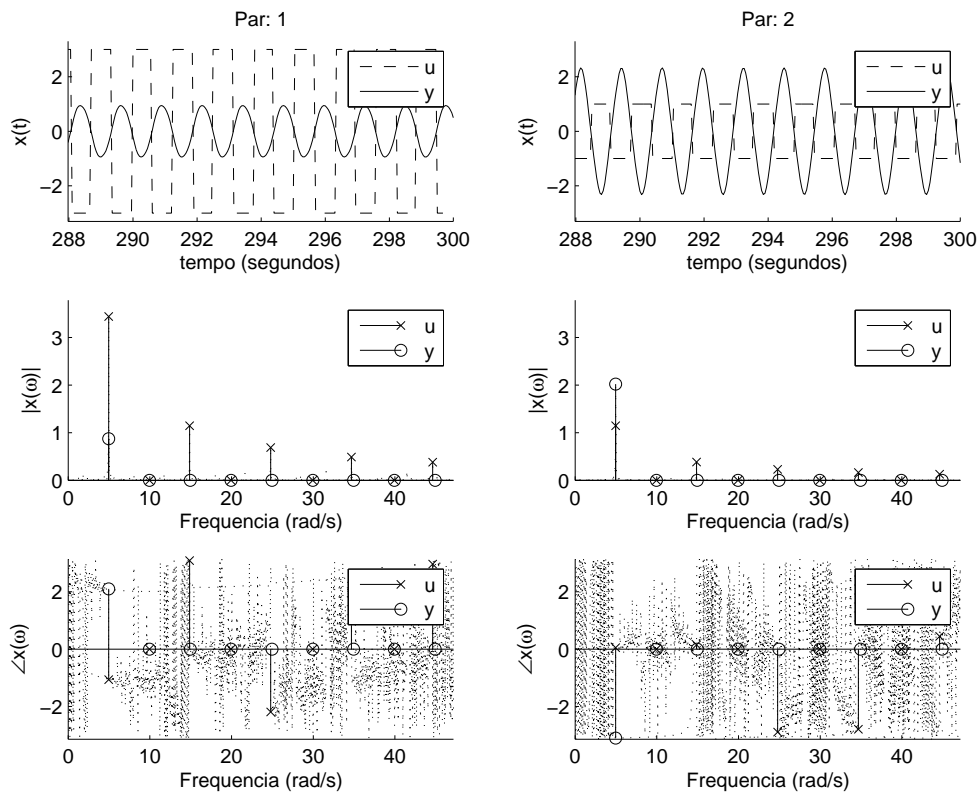 Par: 1
u
y
x(t)
2
0
−2
288 290 292 294 296 298 300
tempo (segundos)
Par: 2
u
y
x(t)
2
0
−2
288 290 292 294 296 298 300
tempo (segundos)
u
y
|x(ω)|
3
2
1
0
0 10 20 30 40
Frequencia (rad/s)
u
y
|x(ω)|
3
2
1
0
0 10 20 30 40
Frequencia (rad/s)
u
y
∠x(ω)
2
0
−2
0 10 20 30 40
Frequencia (rad/s)
u
y
∠x(ω)
2
0
−2
0 10 20 30 40
Frequencia (rad/s)